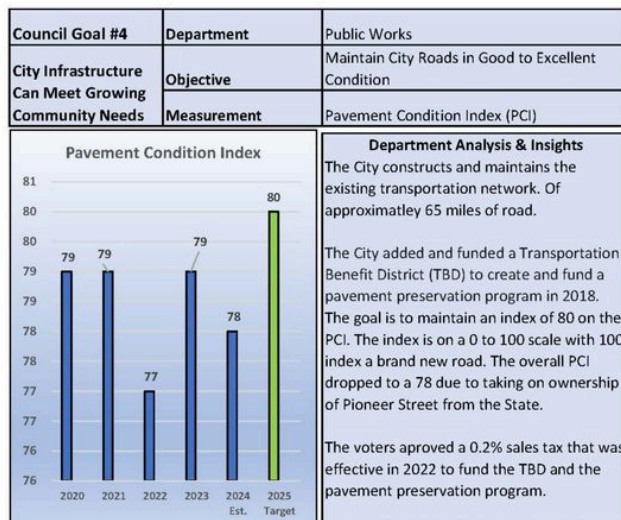 Council Goal #4
Department
Public Works
City Infrastructure
Can Meet Growing
Community Needs
Objective
Maintain City Roads in Good to Excellent
Condition
Measurement
Pavement Condition Index (PCI)
Pavement Condition Index
81
80
80
79
79
78
78
77
77
76
76
79
79
77
79
78
80
2020
2021
2022
2023
2024
Est.
2025
Target
Department Analysis & Insights
The City constructs and maintains the
existing transportation network. Of
approximatley 65 miles of road.
The City added and funded a Transportation
Benefit District (TBD) to create and fund a
pavement preservation program in 2018.
The goal is to maintain an index of 80 on the
PCI. The index is on a 0 to 100 scale with 100
index a brand new road. The overall PCI
dropped to a 78 due to taking on ownership
of Pioneer Street from the State.
The voters aproved a 0.2% sales tax that was
effective in 2022 to fund the TBD and the
pavement preservation program.